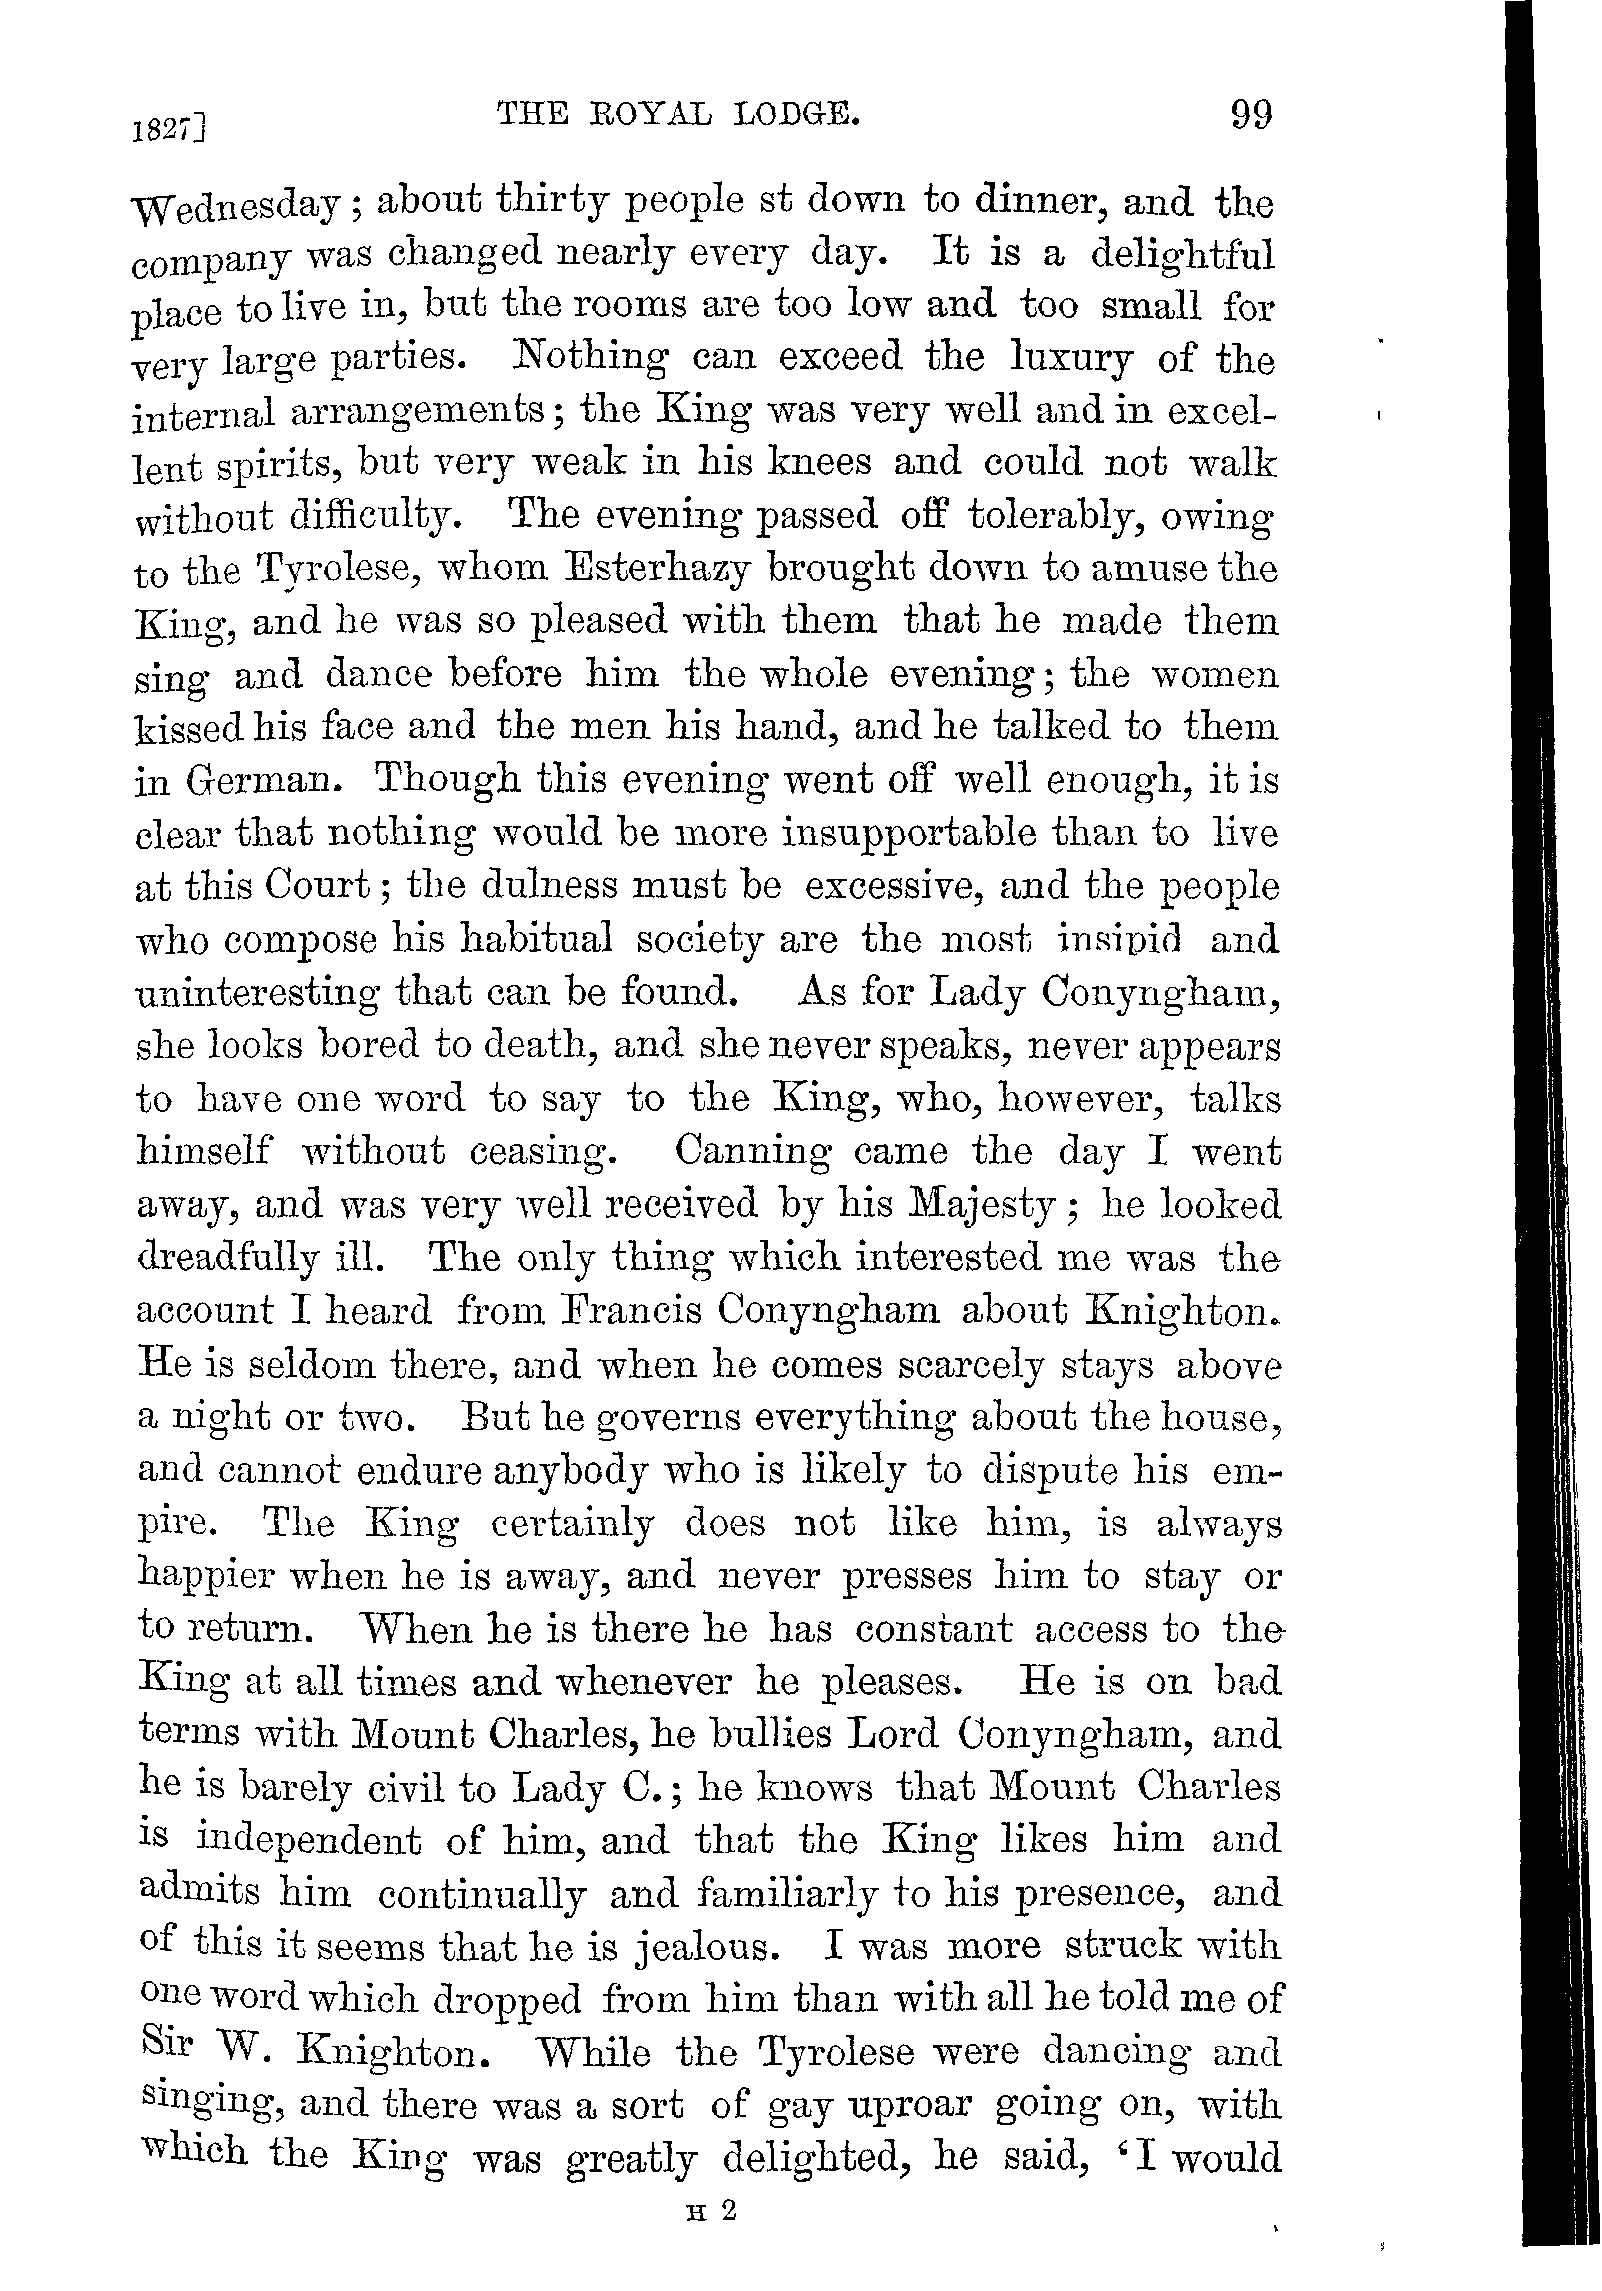 1827] THE ROYAL LODGE. 99
Wednesday; about thirty people st down to dinner, and the
company was changed nearly every day. It is a delightful
place to live in, but the rooms are too low and too small for
very large parties. Nothing can exceed the luxury of the
internal arrangements; the King was very well and in excel-
lent spirits, but very weak in his knees and could not walk
without difficulty. The evening passed off tolerably, owing
to the Tyrolese, whom Esterhazy brought down to amuse the
King, and he was so pleased with them that he made them
sing and dance before him the whole evening; the women
kissed his face and the men his hand, and he talked to them
in German. Though this evening went off well enough, it is
clear that nothing would be more insupportable than to live
at this Court; the dulness must be excessive, and the people
who compose his habitual society are the most insipid and
uninteresting that can be found. As for Lady Conyngham,
she looks bored to death, and she never speaks, never appears
to have one word to say to the King, who, however, talks
himself without ceasing. Canning came the day I went
away, and was very well received by his Majesty; he looked
dreadfully ill. The only thing which interested me was the
account I heard from Francis Conyngham about Knighton.
He is seldom there, and when he comes scarcely stays above
a night or two. But he governs everything about the house,
and cannot endure anybody who is likely to dispute his em-
pire. The King certainly does not like him, is always
happier when he is away, and never presses him to stay or
to return. When he is there he has constant access to the
King at all times and whenever he pleases. He is on bad
terms with Mount Charles, he bullies Lord Conyngham, and
he is barely civil to Lady C.; he knows that Mount Charles
is independent of him, and that the King likes him and
admits him continually and familiarly to his presence, and
of this it seems that he is jealous. I was more struck with
one word which dropped from him than with all he told me of
Sir W. Knighton. While the Tyrolese were dancing and
singing, and there was a sort of gay uproar going on, with
which the King was greatly delighted, he said, ‘I would
H 2